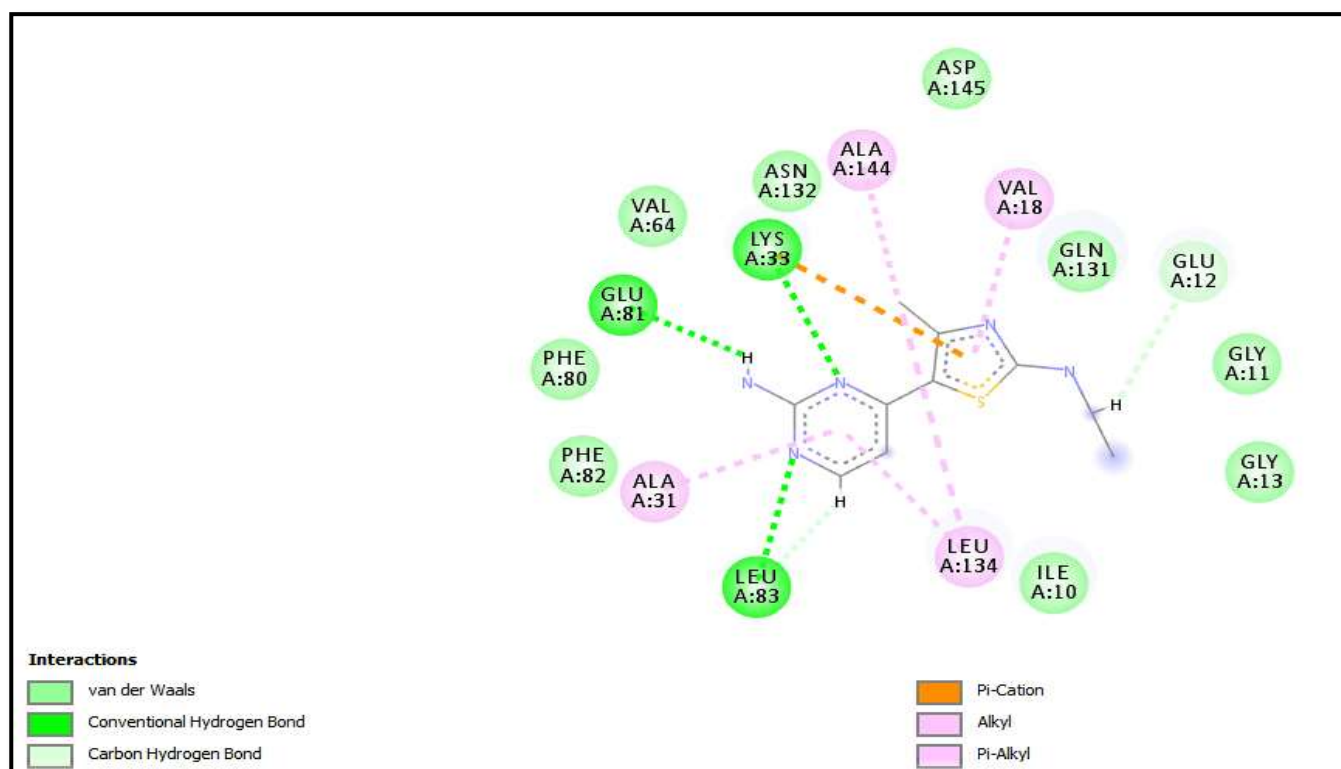 ASP
A:145
ALA
A:144
ASN
A:132
VAL
A:18
VAL
A:64
LYS
A:33
GLN
A:131
GLU
A:12
GLU
A:81
PHE
A:80
H
N
N
N
N
N
S
H
GLY
A:11
PHE
A:82
ALA
A:31
GLY
A:13
H
LEU
A:134
LEU
A:83
ILE
A:10
Interactions
van der Waals
Conventional Hydrogen Bond
Carbon Hydrogen Bond
Pi-Cation
Alkyl
Pi-Alkyl